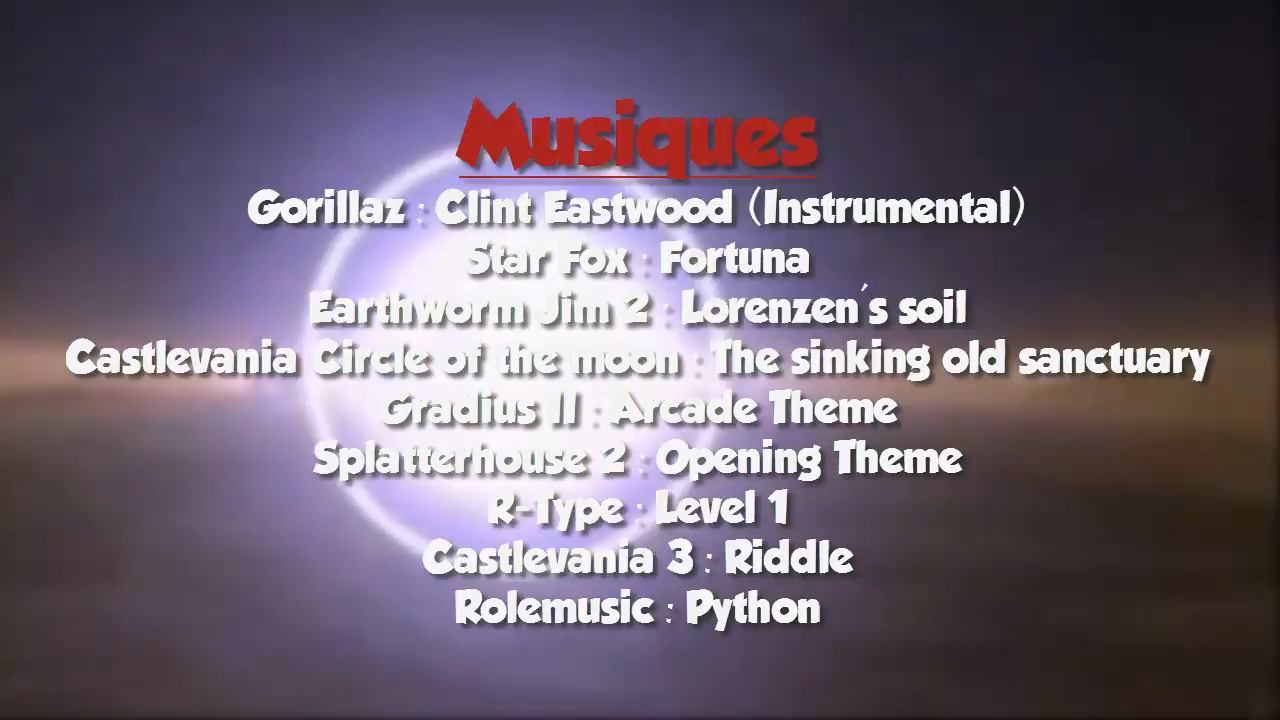 Musiques
Gorillaz : Clint Eastwood (Instrumental)
Star Fox : Fortuna
Earthworm Jim 2 : Lorenzen's soil
Castlevania Circle of the moon : The sinking old sanctuary
Gradius II : Arcade Theme
Splatterhouse 2 : Opening Theme
R-Type : Level 1
Castlevania 3 : Riddle
Rolemusic : Python